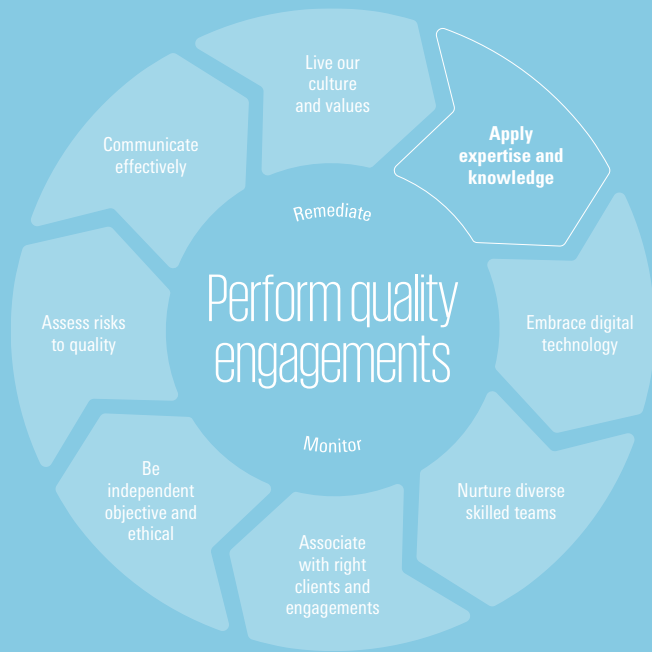 Live our
culture
and values
Apply
expertise and
knowledge
Embrace digital
technology
Nurture diverse
skilled teams
Associate
with right
clients and
engagements
Be
independent
objective and
ethical
Assess risks
to quality
Communicate
effectively
Remediate
Perform quality
engagements
Monitor